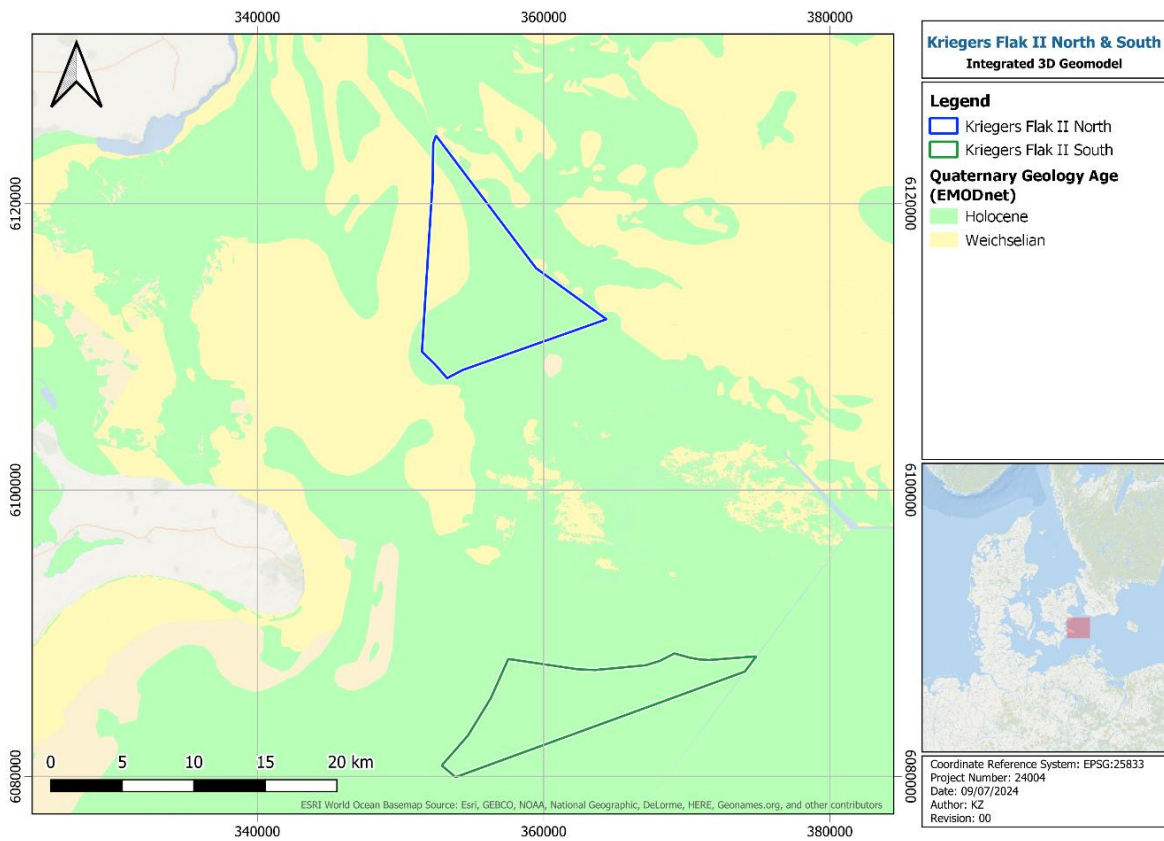 340000 360000 380000
6120000 6120000
6100000 6100000
6080000 6080000
0 5 10 15 20 km
ESRI World Ocean Basemap Source: Esri, GEBCO, NOAA, National Geographic, DeLorme, HERE, Geonames.org, and other contributors
340000 360000 380000
Kriegers Flak II North & South
Integrated 3D Geomodel
Legend
Kriegers Flak II North
Kriegers Flak II South
Quaternary Geology Age
(EMODnet)
Holocene
Weichselian
Coordinate Reference System: EPSG:25833
Project Number: 24004
Date: 09/07/2024
Author: KZ
Revision: 00